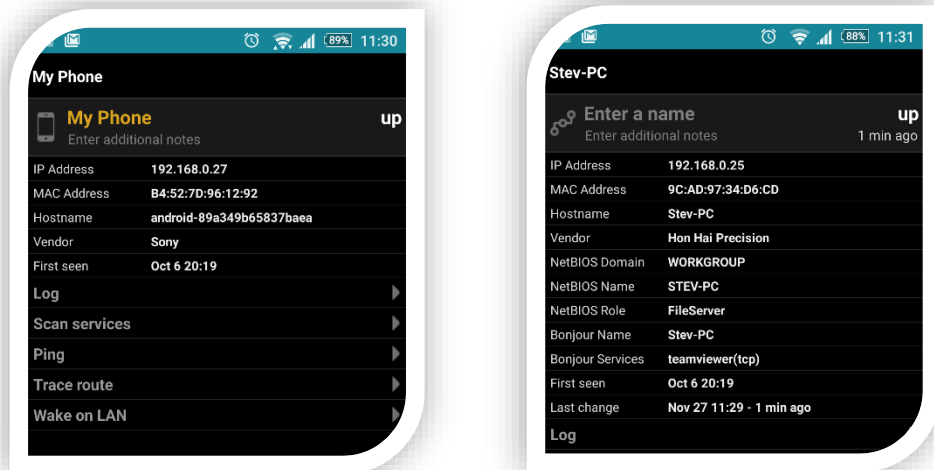 89% 11:30
My Phone
My Phone up
Enter additional notes
IP Address 192.168.0.27
MAC Address B4:52:7D:96:12:92
Hostname android-89a349b65837baea
Vendor Sony
First seen Oct 6 20:19
Log
Scan services
Ping
Trace route
Wake on LAN
88% 11:31
Stev-PC
Enter a name up
Enter additional notes 1 min ago
IP Address 192.168.0.25
MAC Address 9C:AD:97:34:D6:CD
Hostname Stev-PC
Vendor Hon Hai Precision
NetBIOS Domain WORKGROUP
NetBIOS Name STEV-PC
NetBIOS Role FileServer
Bonjour Name Stev-PC
Bonjour Services teamviewer(tcp)
First seen Oct 6 20:19
Last change Nov 27 11:29 - 1 min ago
Log